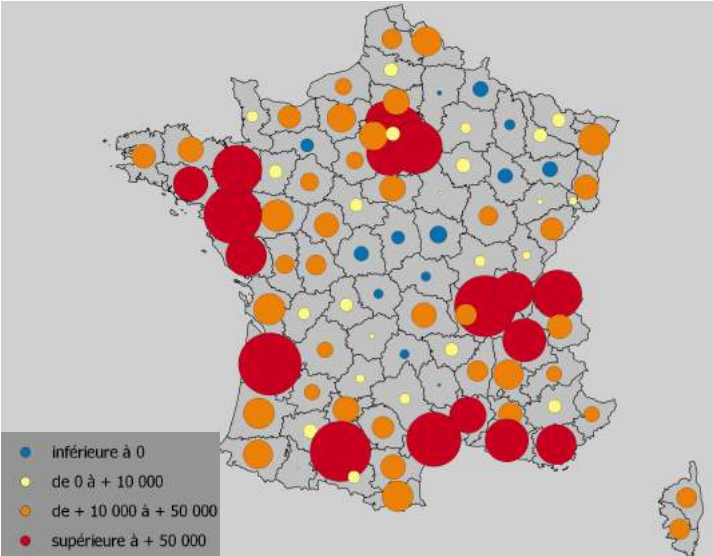 inférieure à 0
de 0 à + 10 000
de + 10 000 à + 50 000
supérieure à + 50 000